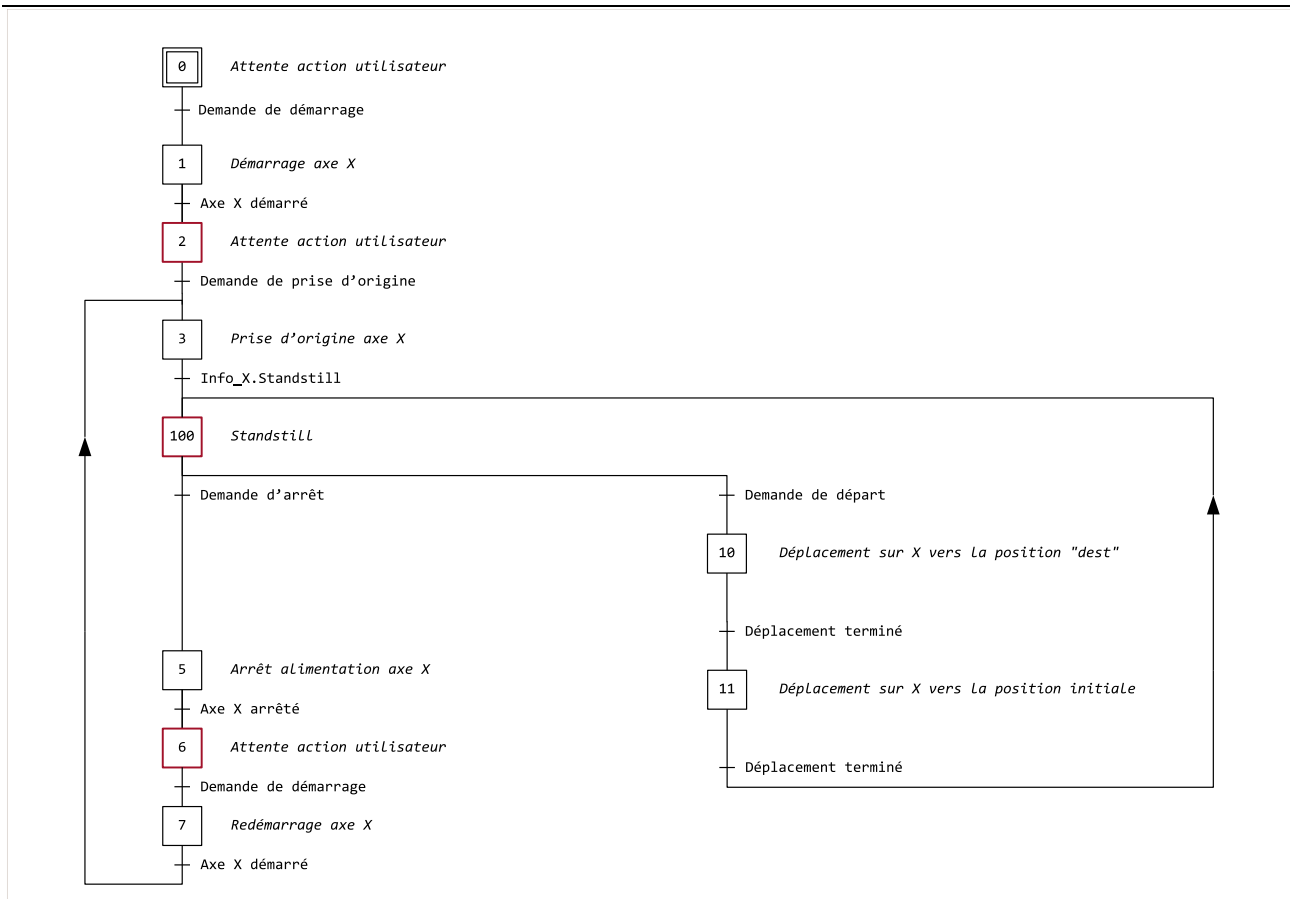 0 Attente action utilisateur
Demande de démarrage
1 Démarrage axe X
Axe X démarré
2 Attente action utilisateur
Demande de prise d’origine
3 Prise d’origine axe X
Info_X.Standstill
100 Standstill
Demande d’arrêt
Demande de départ
10 Déplacement sur X vers la position "dest"
Déplacement terminé
11 Déplacement sur X vers la position initiale
Déplacement terminé
5 Arrêt alimentation axe X
Axe X arrêté
6 Attente action utilisateur
Demande de démarrage
7 Redémarrage axe X
Axe X démarré